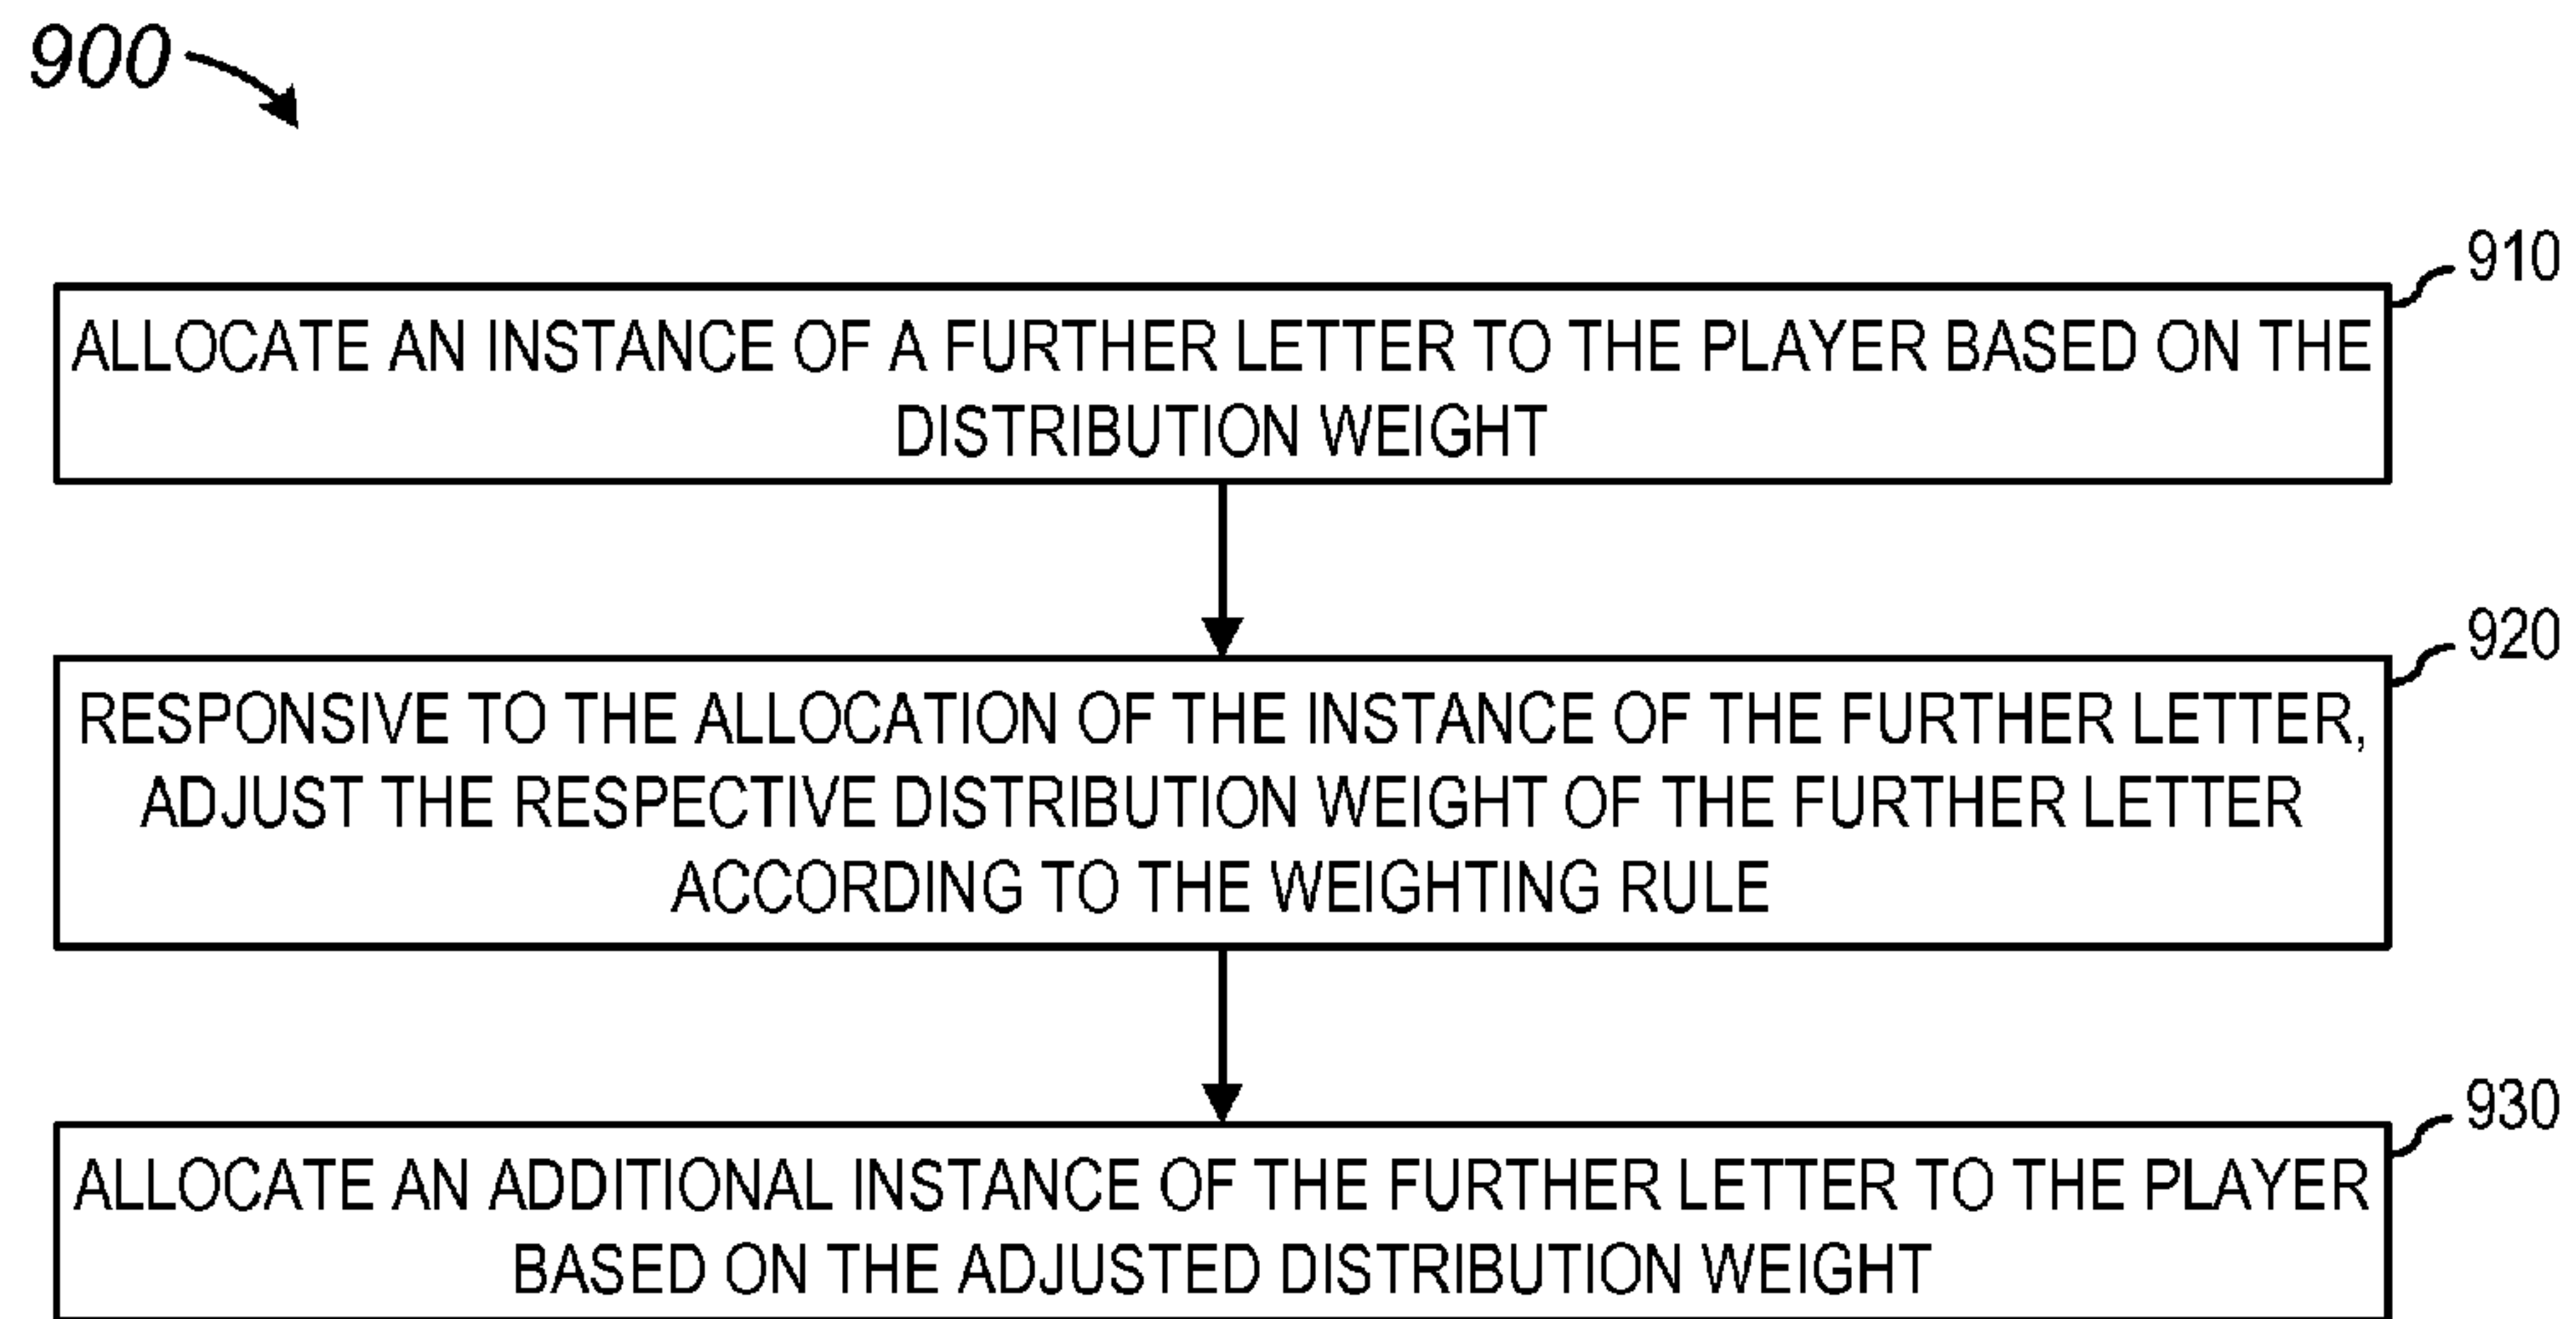 900
910
ALLOCATE AN INSTANCE OF A FURTHER LETTER TO THE PLAYER BASED ON THE
DISTRIBUTION WEIGHT
920
RESPONSIVE TO THE ALLOCATION OF THE INSTANCE OF THE FURTHER LETTER,
ADJUST THE RESPECTIVE DISTRIBUTION WEIGHT OF THE FURTHER LETTER
ACCORDING TO THE WEIGHTING RULE
930
ALLOCATE AN ADDITIONAL INSTANCE OF THE FURTHER LETTER TO THE PLAYER
BASED ON THE ADJUSTED DISTRIBUTION WEIGHT